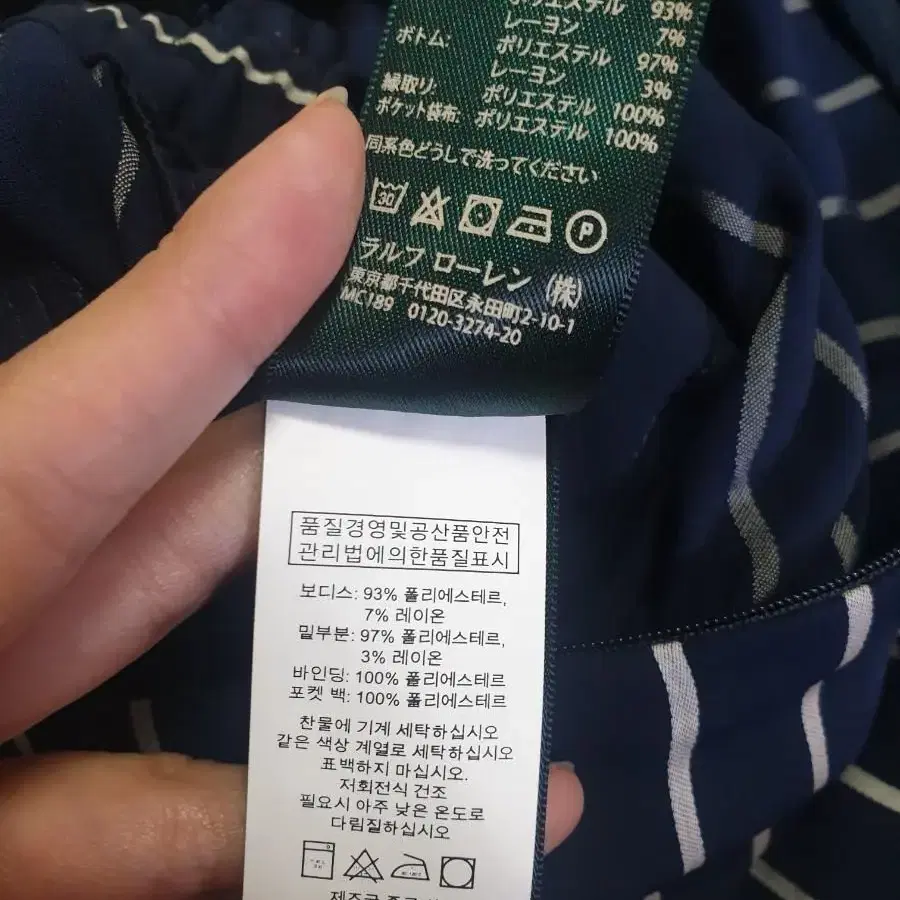 ポリエステル 93%
レーヨン 7%
ボトム: ポリエステル 97%
レーヨン 3%
縁取り: ポリエステル 100%
ポケット袋布: ポリエステル 100%
同系色どうしで洗ってください
30
P
ラルフ ローレン (株)
東京都千代田区永田町2-10-1
MC189 0120-3274-20
품질경영및공산품안전
관리법에의한품질표시
보디스: 93% 폴리에스테르,
7% 레이온
밑부분: 97% 폴리에스테르,
3% 레이온
바인딩: 100% 폴리에스테르
포켓 백: 100% 폴리에스테르
찬물에 기계 세탁하십시오
같은 색상 계열로 세탁하십시오
표백하지 마십시오.
저회전식 건조
필요시 아주 낮은 온도로
다림질하십시오